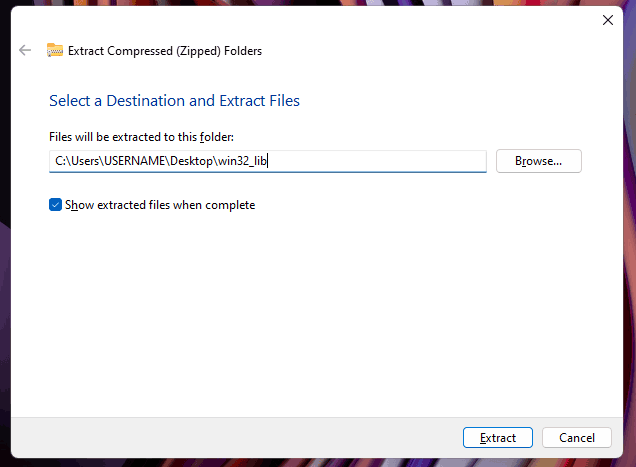 Extract Compressed (Zipped) Folders
Select a Destination and Extract Files
Files will be extracted to this folder:
C:\Users\USERNAME\Desktop\win32_lib
Browse...
Show extracted files when complete
Extract
Cancel